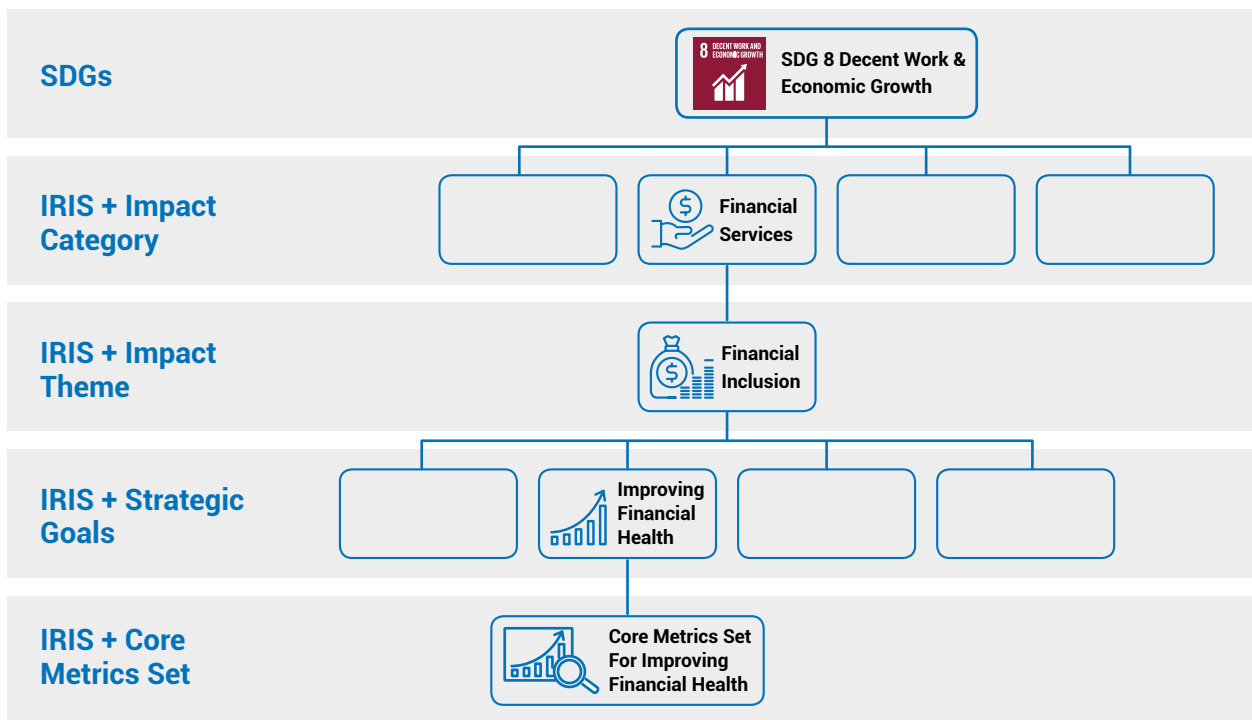 SDGs
8 DECENT WORK AND
ECONOMIC GROWTH
SDG 8 Decent Work &
Economic Growth
IRIS + Impact
Category
$
Financial
Services
IRIS + Impact
Theme
$
Financial
Inclusion
IRIS + Strategic
Goals
Improving
Financial
Health
IRIS + Core
Metrics Set
Core Metrics Set
For Improving
Financial Health